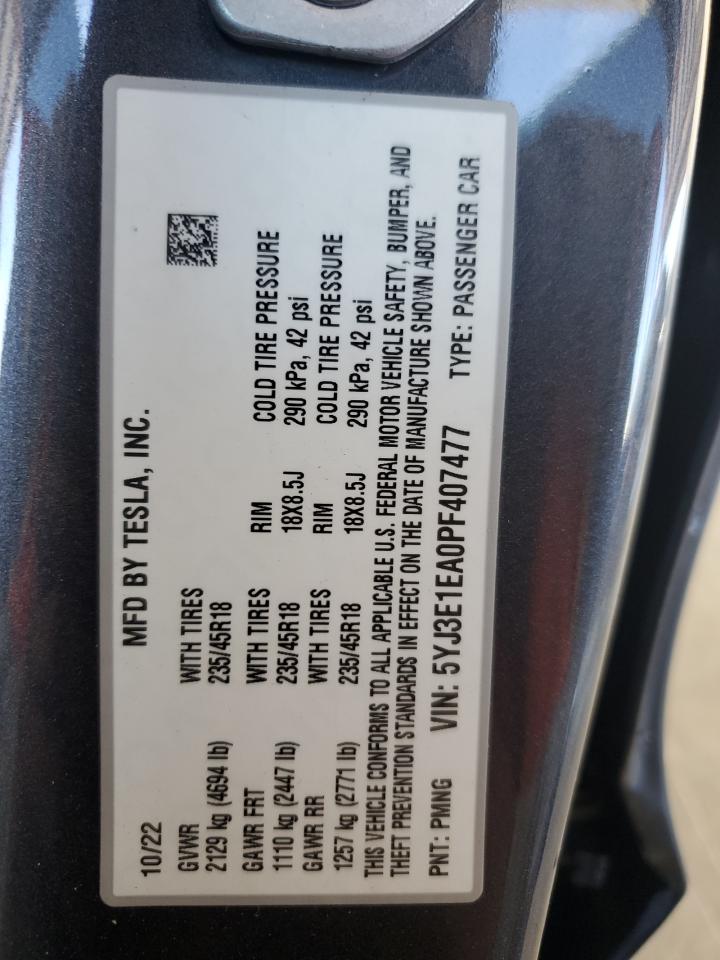 MFD BY TESLA, INC.
10/22
GVWR WITH TIRES RIM COLD TIRE PRESSURE
2129 kg (4694 lb) 235/45R18 18X8.5J 290 kPa, 42 psi
GAWR FRT WITH TIRES RIM COLD TIRE PRESSURE
1110 kg (2447 lb) 235/45R18 18X8.5J 290 kPa, 42 psi
GAWR RR WITH TIRES
1257 kg (2771 lb) 235/45R18
THIS VEHICLE CONFORMS TO ALL APPLICABLE U.S. FEDERAL MOTOR VEHICLE SAFETY, BUMPER, AND
THEFT PREVENTION STANDARDS IN EFFECT ON THE DATE OF MANUFACTURE SHOWN ABOVE.
PNT: PMNG VIN: 5YJ3E1EA0PF407477 TYPE: PASSENGER CAR